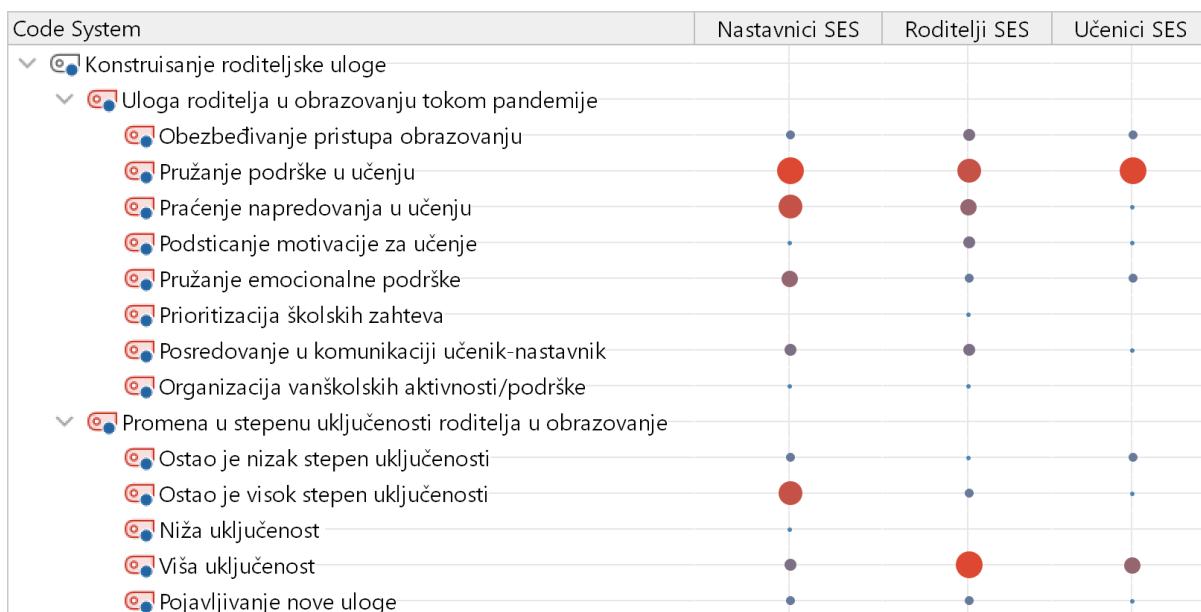 Code System Nastavnici SES Roditelji SES Učenici SES
Konstruisanje roditeljske uloge
Uloga roditelja u obrazovanju tokom pandemije
Obezbeđivanje pristupa obrazovanju
Pružanje podrške u učenju
Praćenje napredovanja u učenju
Podsticanje motivacije za učenje
Pružanje emocionalne podrške
Prioritizacija školskih zahteva
Posredovanje u komunikaciji učenik-nastavnik
Organizacija vanškolskih aktivnosti/podrške
Promena u stepenu uključenosti roditelja u obrazovanje
Ostao je nizak stepen uključenosti
Ostao je visok stepen uključenosti
Niža uključenost
Viša uključenost
Pojavljivanje nove uloge